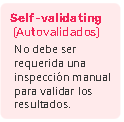 Self-validating
(Autovalidados)
No debe ser
requerida una
inspección manual
para validar los
resultados.